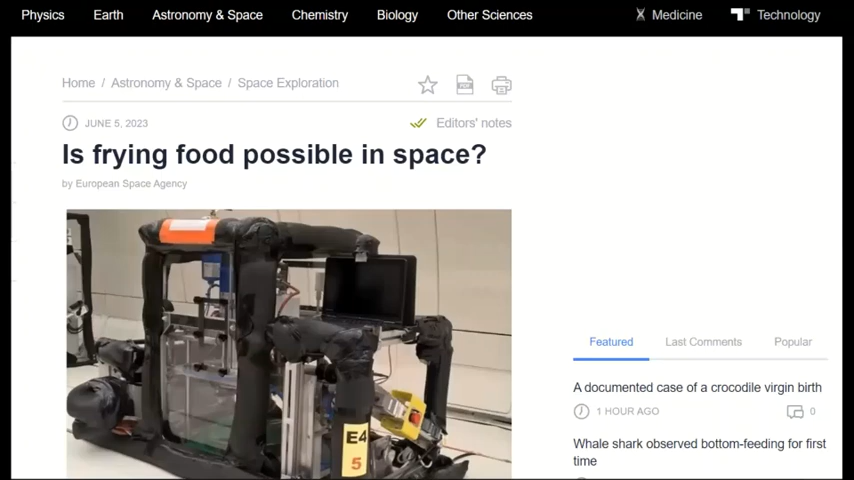 Physics Earth Astronomy & Space Chemistry Biology Other Sciences Medicine Technology
Home / Astronomy & Space / Space Exploration
PDF
JUNE 5, 2023 Editors' notes
Is frying food possible in space?
by European Space Agency
E4
5
Featured Last Comments Popular
A documented case of a crocodile virgin birth
1 HOUR AGO 0
Whale shark observed bottom-feeding for first
time